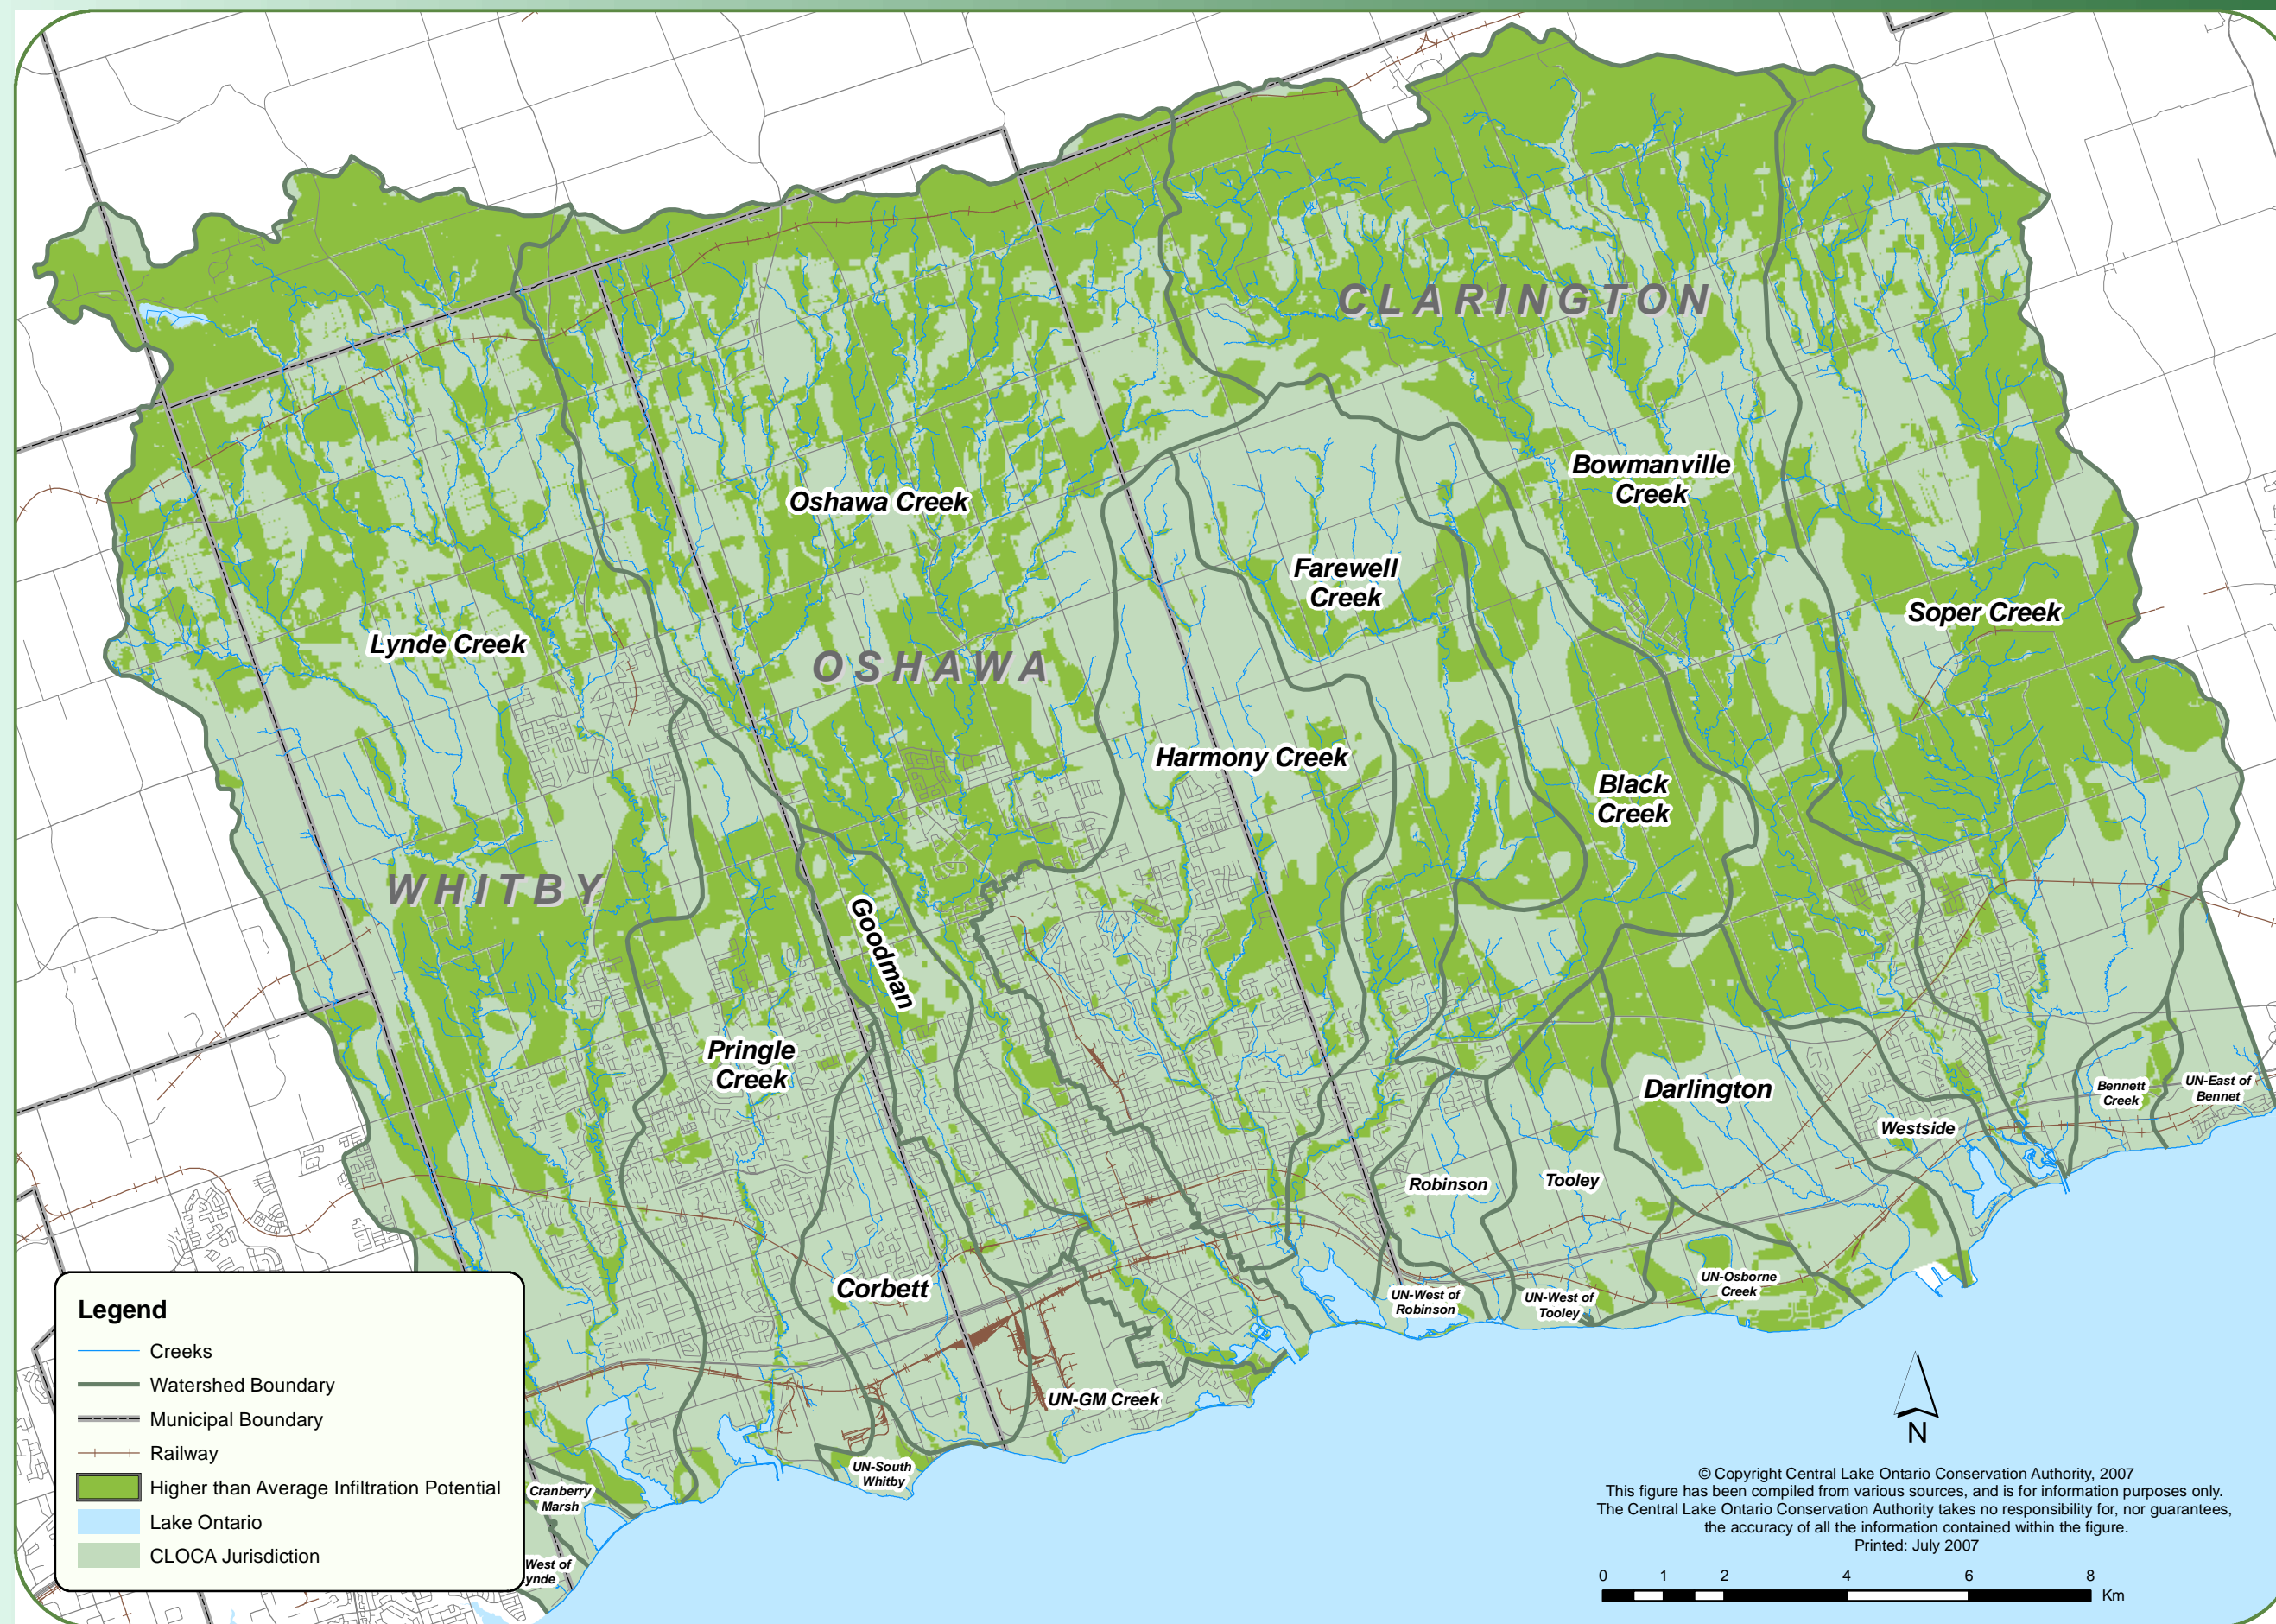 CLARINGTON
Oshawa Creek
Bowmanville
Creek
Farewell
Creek
Soper Creek
Lynde Creek
OSHAWA
Harmony Creek
Black
Creek
WHITBY
Goodman
Pringle
Creek
Darlington
Bennett
Creek
UN-East of
Bennet
Westside
Robinson
Tooley
Corbett
UN-West of
Robinson
UN-West of
Tooley
UN-Osborne
Creek
UN-GM Creek
UN-South
Whitby
Cranberry
Marsh
West of
ynde
Legend
Creeks
Watershed Boundary
Municipal Boundary
Railway
Higher than Average Infiltration Potential
Lake Ontario
CLOCA Jurisdiction
N
© Copyright Central Lake Ontario Conservation Authority, 2007
This figure has been compiled from various sources, and is for information purposes only.
The Central Lake Ontario Conservation Authority takes no responsibility for, nor guarantees,
the accuracy of all the information contained within the figure.
Printed: July 2007
0 1 2 4 6 8
Km